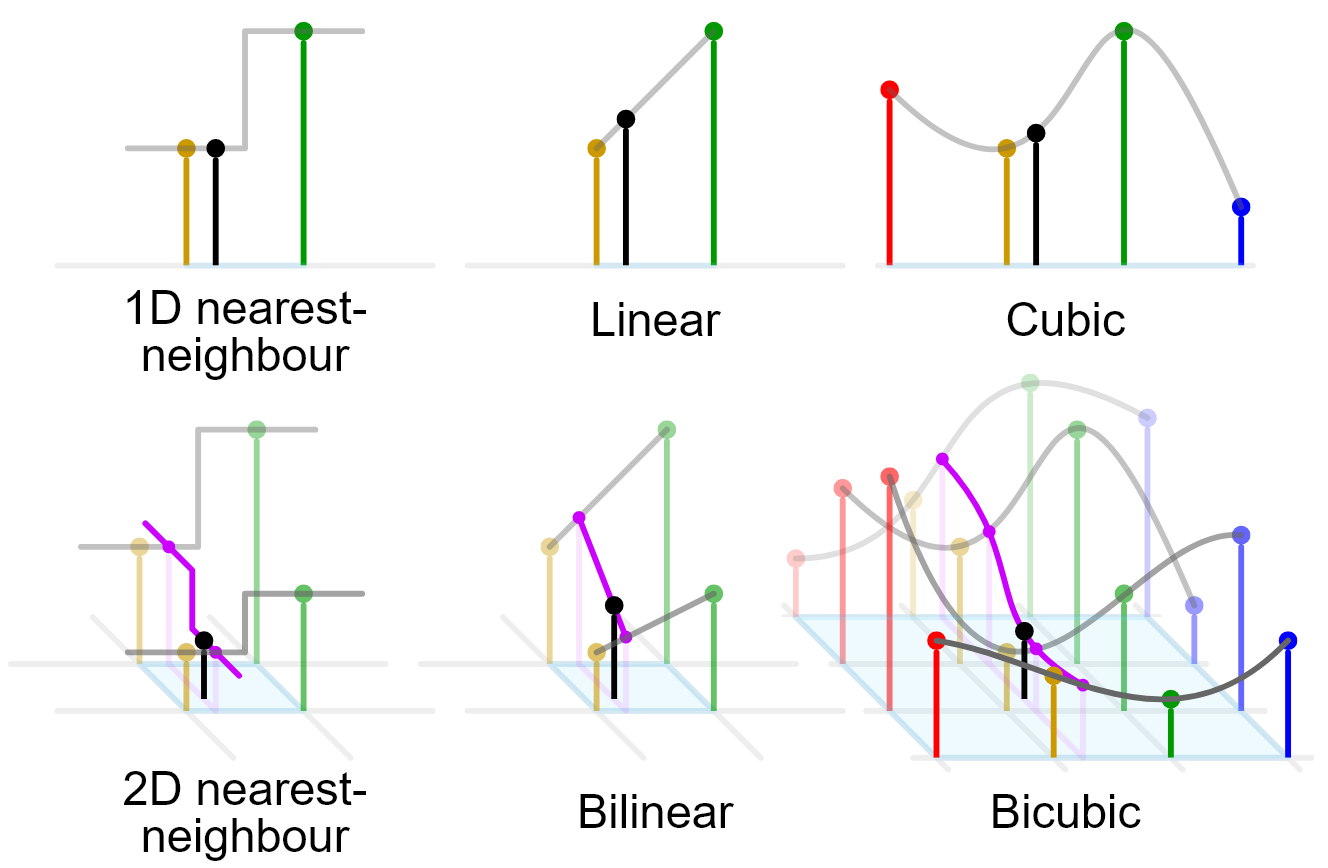 1D nearest-
neighbour
Linear
Cubic
2D nearest-
neighbour
Bilinear
Bicubic